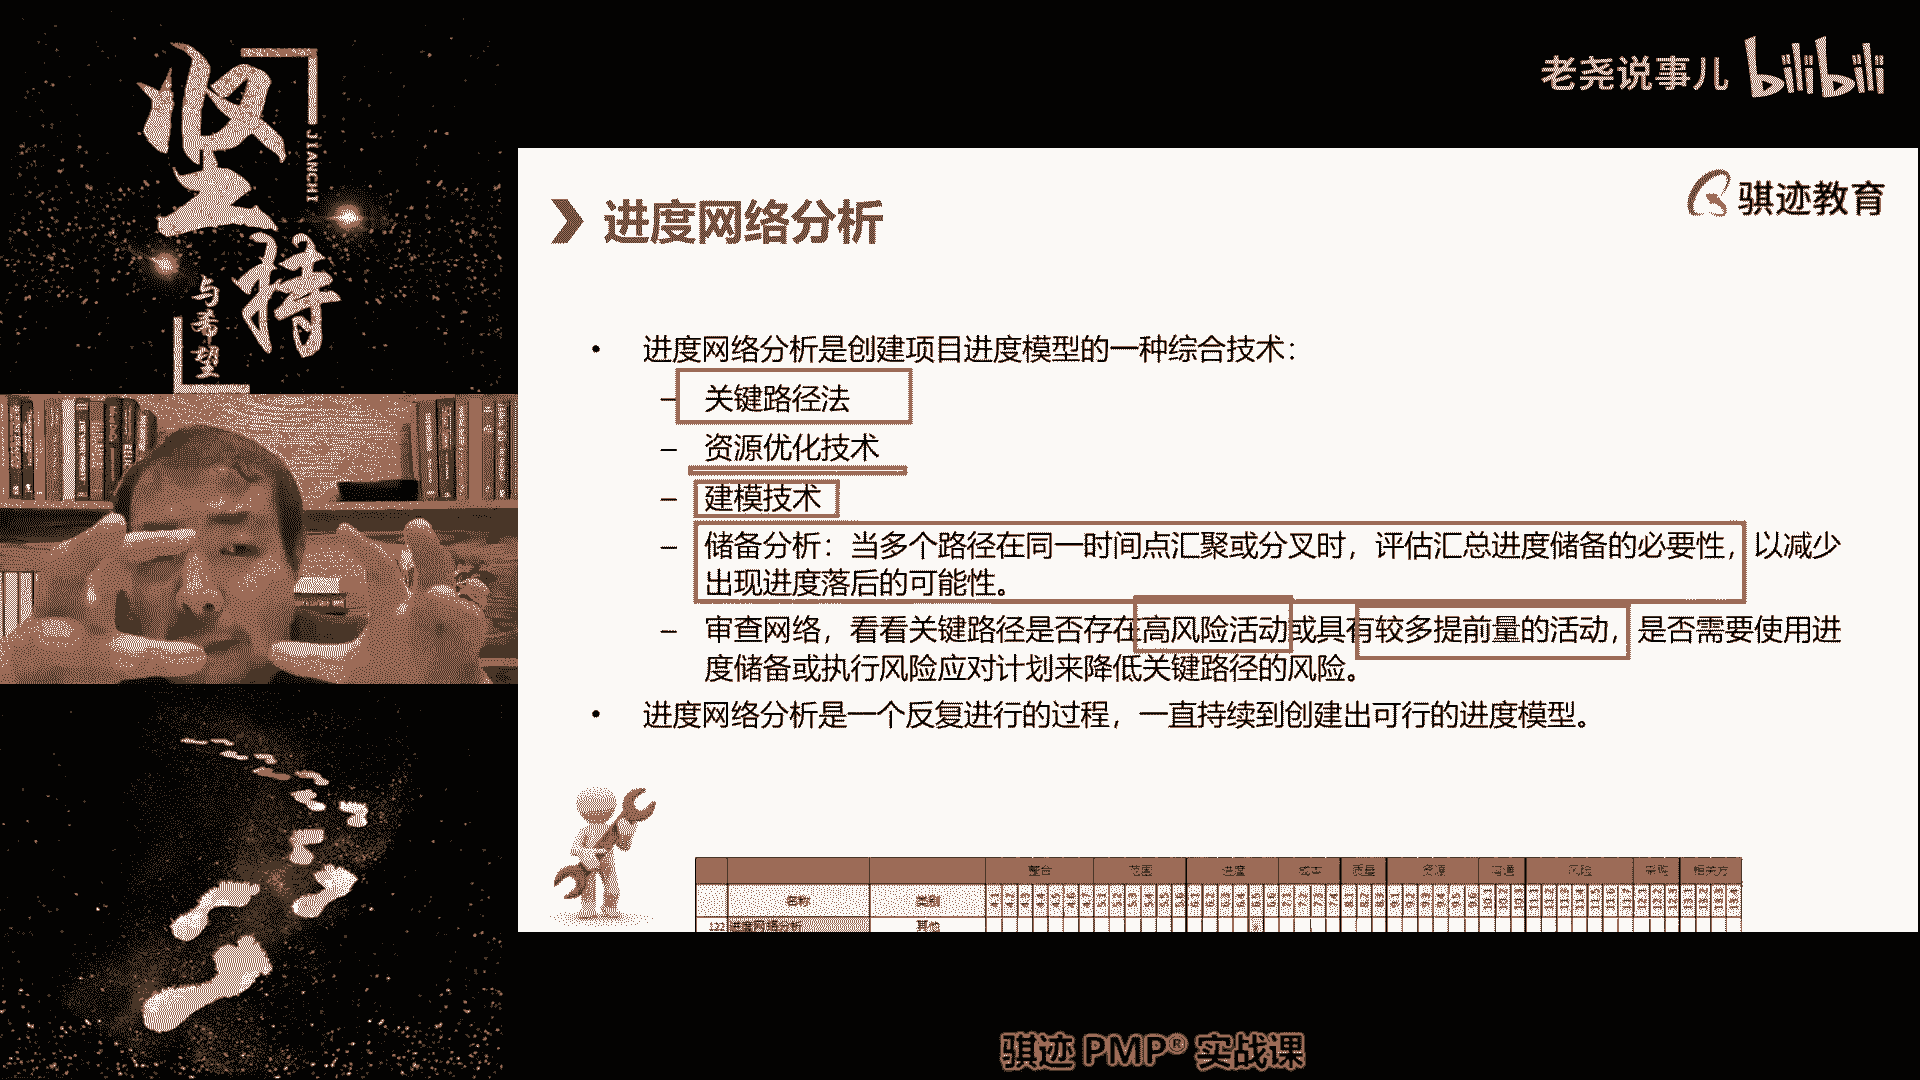 坚持
JIANCHI
与希望
老尧说事儿 bilibili
骐迹教育
进度网络分析
• 进度网络分析是创建项目进度模型的一种综合技术：
– 关键路径法
– 资源优化技术
– 建模技术
– 储备分析：当多个路径在同一时间点汇聚或分叉时，评估汇总进度储备的必要性，以减少
出现进度落后的可能性。
– 审查网络，看看关键路径是否存在高风险活动或具有较多提前量的活动，是否需要使用进
度储备或执行风险应对计划来降低关键路径的风险。
• 进度网络分析是一个反复进行的过程，一直持续到创建出可行的进度模型。
整合 范围 进度 成本 质量 资源 沟通 风险 采购 相关方
名称 类别
122 进度网络分析 其他
骐迹 PMP® 实战课